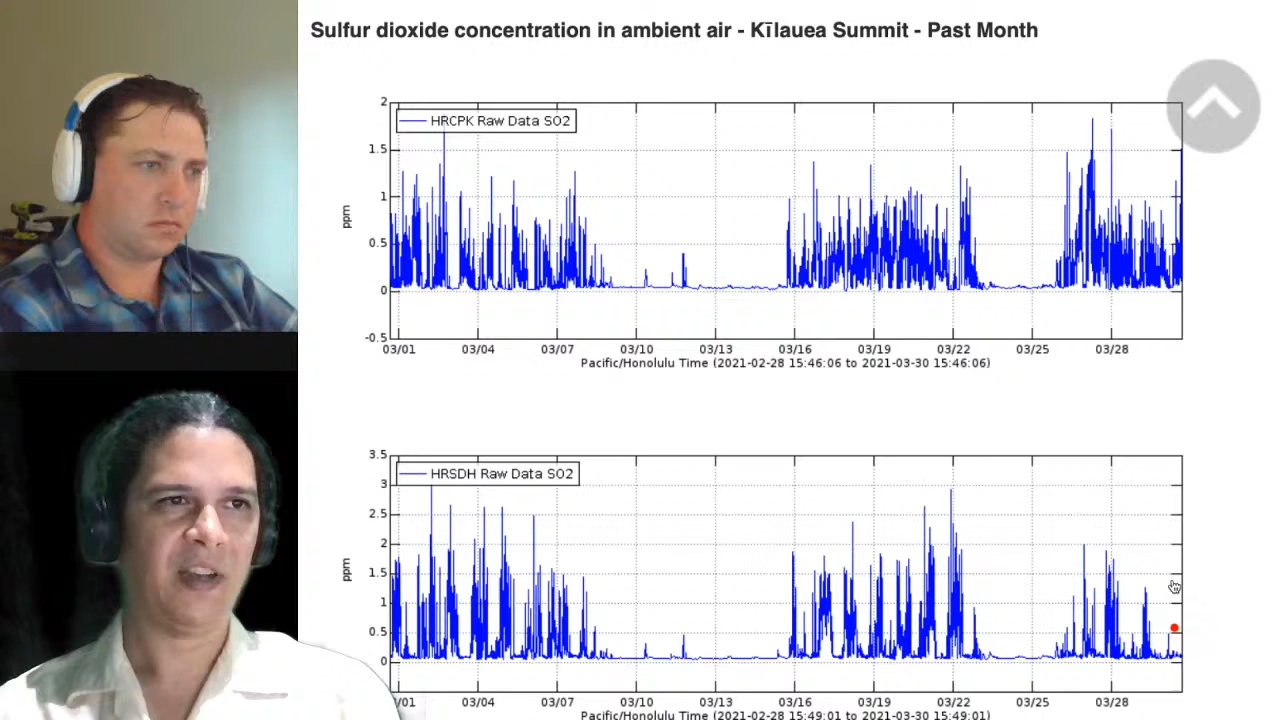 Sulfur dioxide concentration in ambient air - Kīlauea Summit - Past Month
2
HRCPK Raw Data SO2
1.5
1
ppm
0.5
0
-0.5
03/01 03/04 03/07 03/10 03/13 03/16 03/19 03/22 03/25 03/28
Pacific/Honolulu Time (2021-02-28 15:46:06 to 2021-03-30 15:46:06)
3.5
HRSDH Raw Data SO2
3
2.5
2
ppm
1.5
1
0.5
0
/01 03/04 03/07 03/10 03/13 03/16 03/19 03/22 03/25 03/28
Pacific/Honolulu Time (2021-02-28 15:49:01 to 2021-03-30 15:49:01)